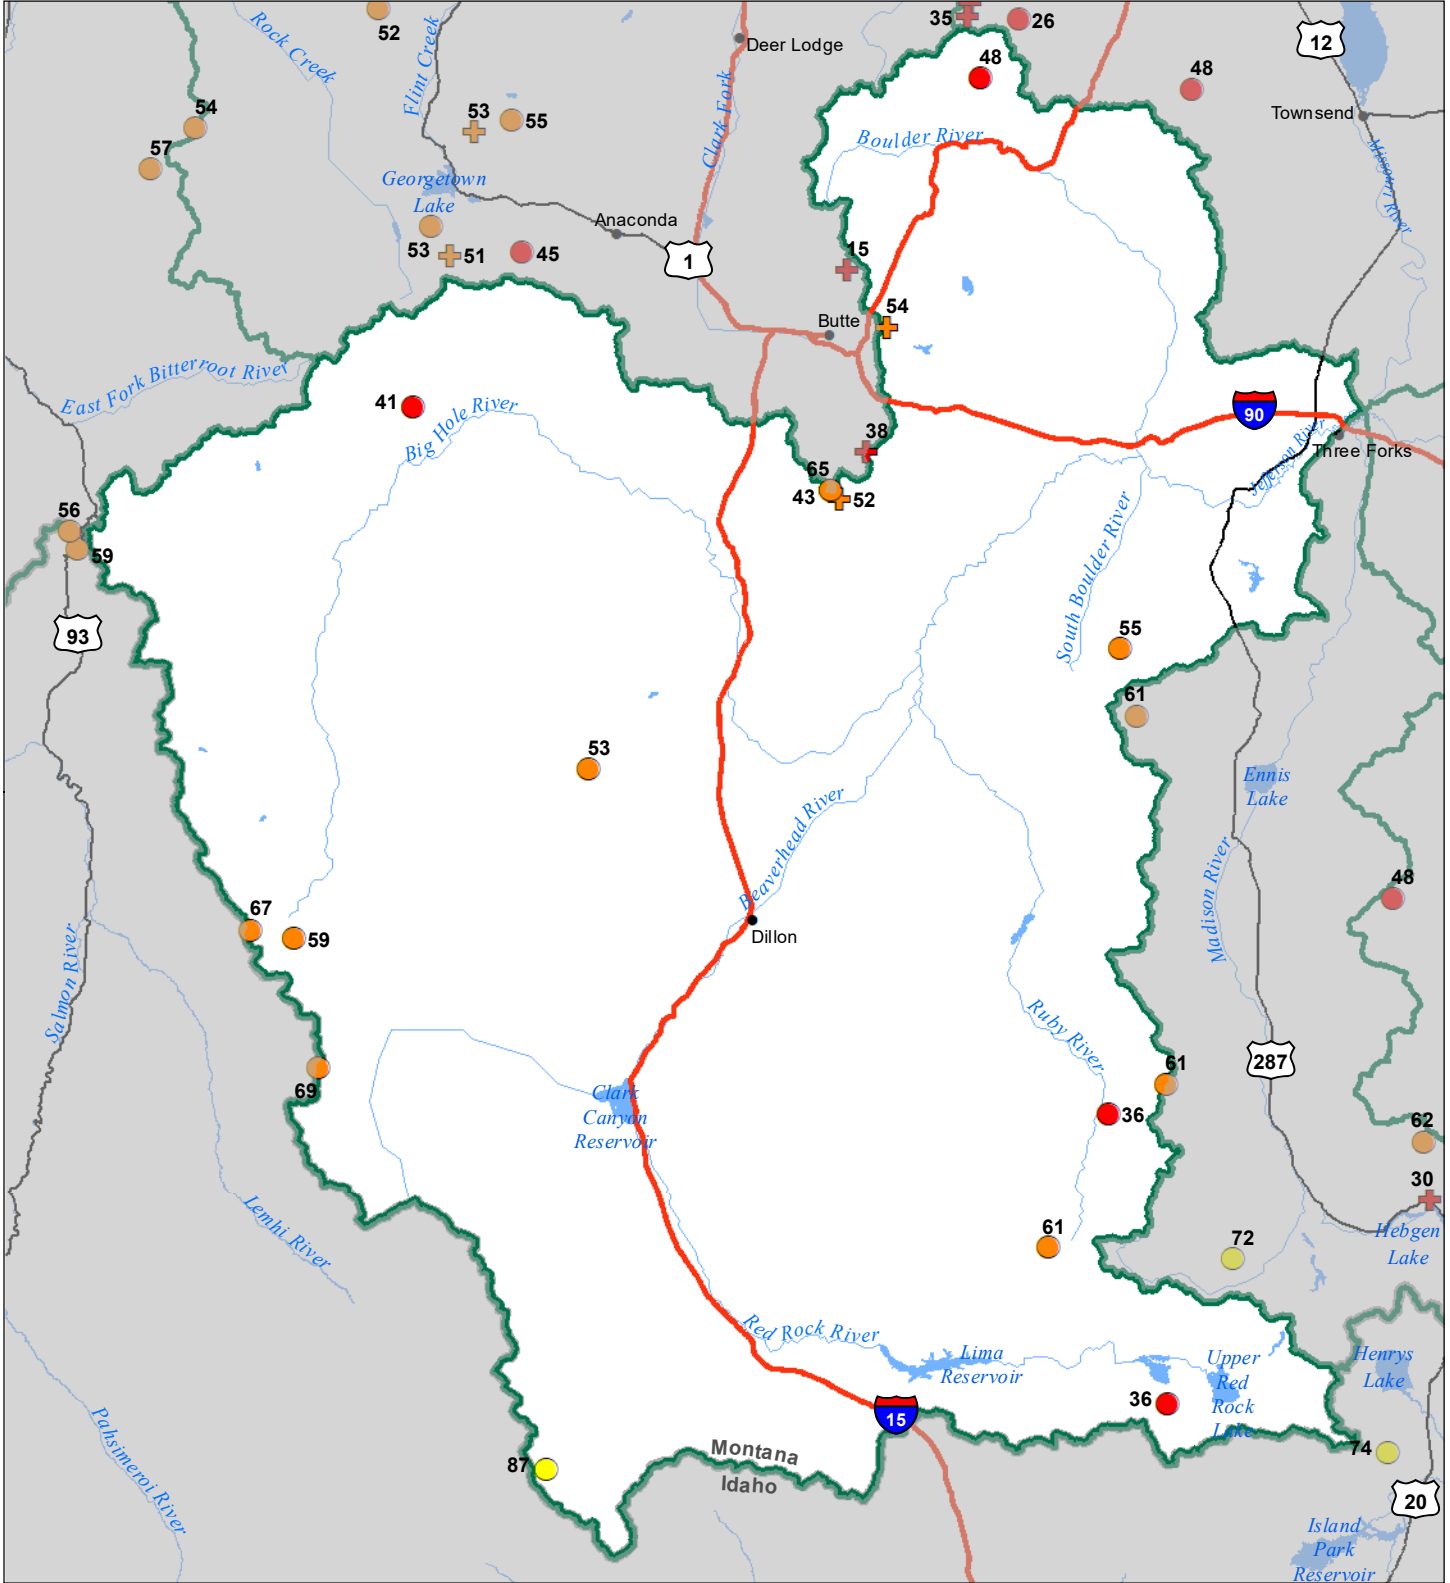 52
35
26
12
Rock Creek
Flint Creek
Deer Lodge
48
48
Clark Fork
Townsend
54
53
55
Boulder River
57
Missouri River
Georgetown
Lake
Anaconda
53
51
45
1
15
54
Butte
East Fork Bitterroot River
41
Big Hole River
90
38
Jefferson River
Three Forks
65
43
52
56
59
South Boulder River
93
55
61
53
Ennis
Lake
Beaverhead River
Madison River
48
67
59
Dillon
Salmon River
Ruby River
287
61
69
Clark
Canyon
Reservoir
36
62
30
Lemhi River
61
72
Hebgen
Lake
Red Rock River
Lima
Reservoir
Upper
Red
Rock
Lake
Henrys
Lake
36
15
Pahsimeroi River
Montana
Idaho
87
74
20
Island
Park
Reservoir